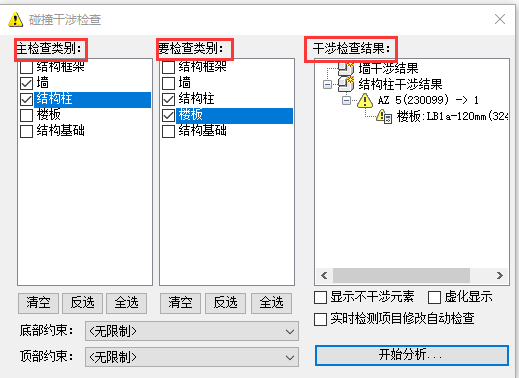 碰撞干涉检查
主检查类别:
要检查类别:
干涉检查结果:
结构框架
墙
结构柱
楼板
结构基础
结构框架
墙
结构柱
楼板
结构基础
墙干涉结果
结构柱干涉结果
AZ 5(230099) -> 1
楼板:LB1a-120mm(324
清空 反选 全选
清空 反选 全选
显示不干涉元素 虚化显示
实时检测项目修改自动检查
底部约束: <无限制>
顶部约束: <无限制>
开始分析...